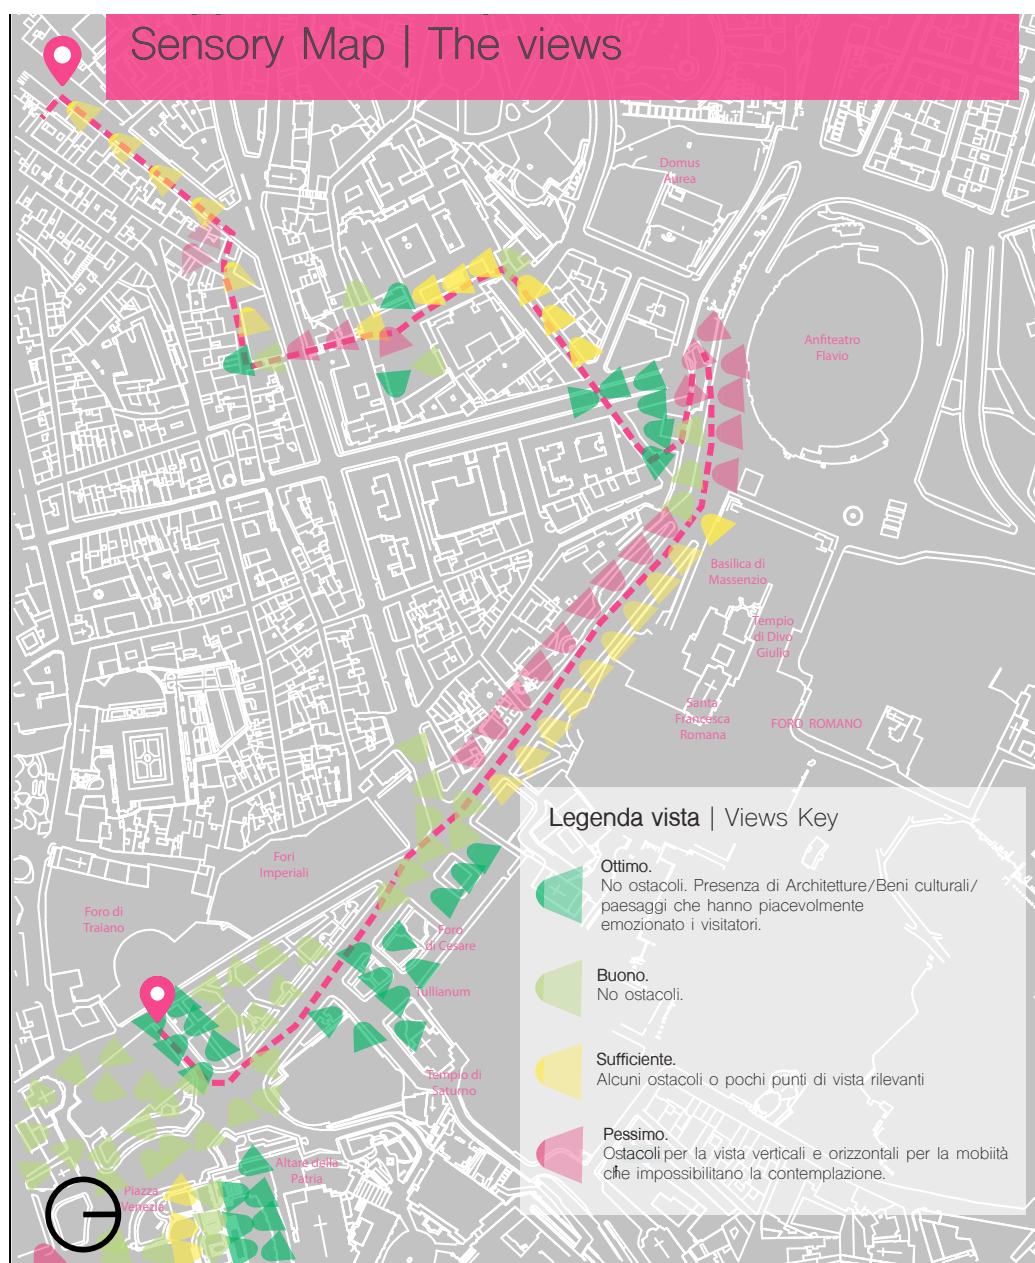 Sensory Map | The views
Domus
Aurea
Anfiteatro
Flavio
Basilica di
Massenzio
Tempio
di Divo
Giulio
Santa
Francesca
Romana
FORO ROMANO
Legenda vista | Views Key
Ottimo.
No ostacoli. Presenza di Architetture/Beni culturali/
paesaggi che hanno piacevolmente
emozionato i visitatori.
Buono.
No ostacoli.
Sufficiente.
Alcuni ostacoli o pochi punti di vista rilevanti
Pessimo.
Ostacoli per la vista verticali e orizzontali per la mobiità
che impossibilitano la contemplazione.
Fori
Imperiali
Foro di
Traiano
Foro
di Cesare
Tullianum
Tempio di
Saturno
Altare della
Patria
Piazza
Venezia